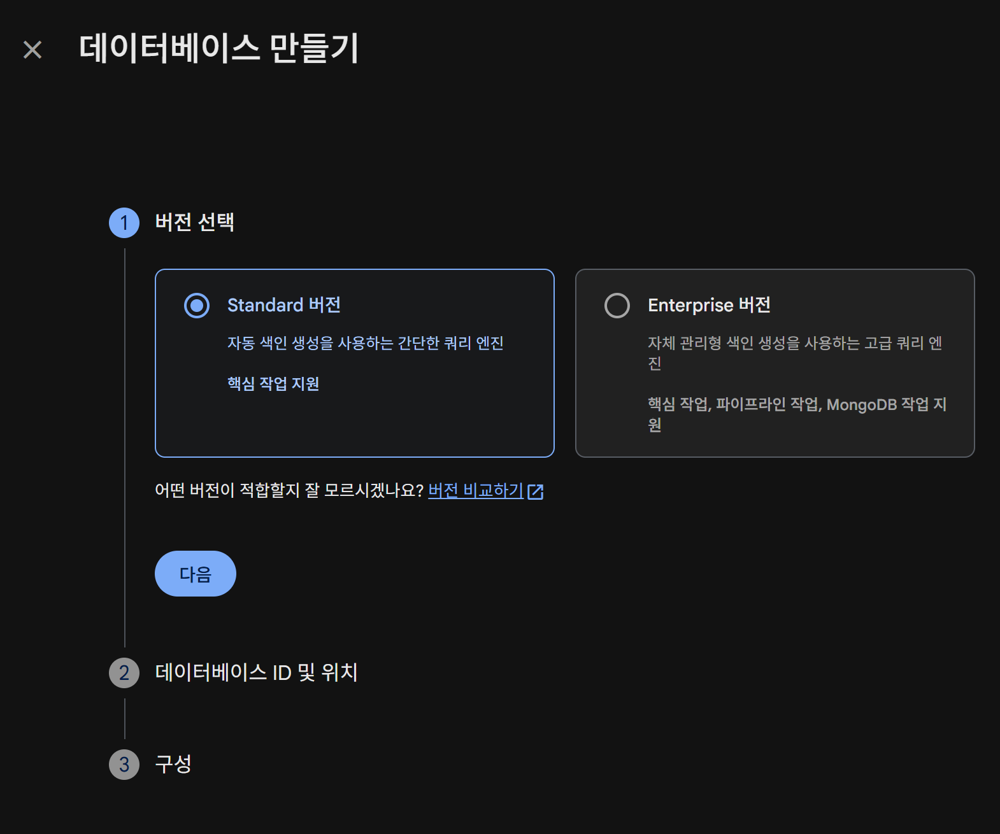 데이터베이스 만들기
1 버전 선택
Standard 버전
자동 색인 생성을 사용하는 간단한 쿼리 엔진
핵심 작업 지원
Enterprise 버전
자체 관리형 색인 생성을 사용하는 고급 쿼리 엔
진
핵심 작업, 파이프라인 작업, MongoDB 작업 지
원
어떤 버전이 적합할지 잘 모르시겠나요? 버전 비교하기
다음
2 데이터베이스 ID 및 위치
3 구성